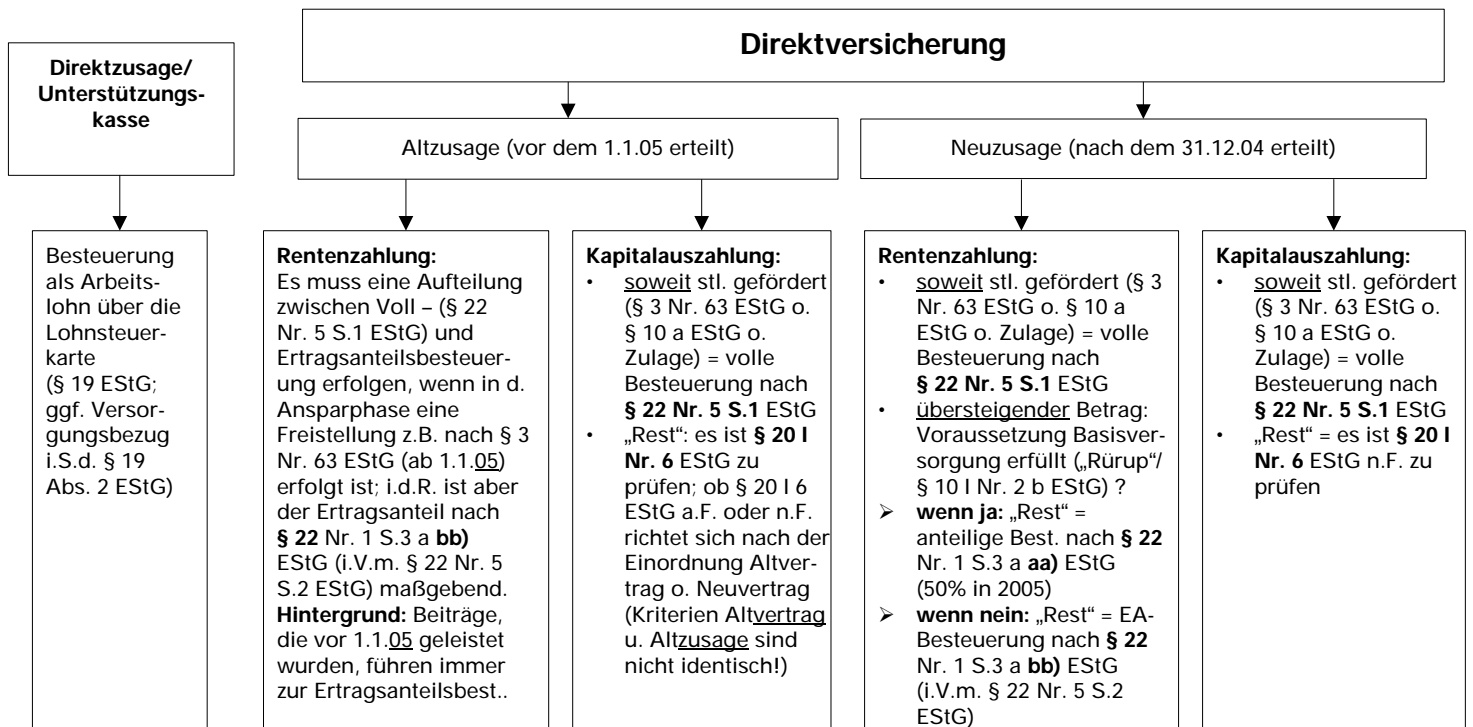 Direktzusage/
Unterstützungs-
kasse
Direktversicherung
Altzusage (vor dem 1.1.05 erteilt)
Neuzusage (nach dem 31.12.04 erteilt)
Besteuerung
als Arbeits-
lohn über die
Lohnsteuer-
karte
(§ 19 EStG;
ggf. Versor-
gungsbezug
i.S.d. § 19
Abs. 2 EStG)
Rentenzahlung:
Es muss eine Aufteilung
zwischen Voll – (§ 22
Nr. 5 S.1 EStG) und
Ertragsanteilsbesteuer-
ung erfolgen, wenn in d.
Ansparphase eine
Freistellung z.B. nach § 3
Nr. 63 EStG (ab 1.1.05)
erfolgt ist; i.d.R. ist aber
der Ertragsanteil nach
§ 22 Nr. 1 S.3 a bb)
EStG (i.V.m. § 22 Nr. 5
S.2 EStG) maßgebend.
Hintergrund: Beiträge,
die vor 1.1.05 geleistet
wurden, führen immer
zur Ertragsanteilsbest..
Kapitalauszahlung:
• soweit stl. gefördert
(§ 3 Nr. 63 EStG o.
§ 10 a EStG o.
Zulage) = volle
Besteuerung nach
§ 22 Nr. 5 S.1 EStG
• „Rest“: es ist § 20 I
Nr. 6 EStG zu
prüfen; ob § 20 I 6
EStG a.F. oder n.F.
richtet sich nach der
Einordnung Altver-
trag o. Neuvertrag
(Kriterien Altvertrag
u. Altzusage sind
nicht identisch!)
Rentenzahlung:
• soweit stl. gefördert (§ 3
Nr. 63 EStG o. § 10 a
EStG o. Zulage) = volle
Besteuerung nach
§ 22 Nr. 5 S.1 EStG
• übersteigender Betrag:
Voraussetzung Basisver-
sorgung erfüllt („Rürup“/
§ 10 I Nr. 2 b EStG) ?
➢ wenn ja: „Rest“ =
anteilige Best. nach § 22
Nr. 1 S.3 a aa) EStG
(50% in 2005)
➢ wenn nein: „Rest“ = EA-
Besteuerung nach § 22
Nr. 1 S.3 a bb) EStG
(i.V.m. § 22 Nr. 5 S.2
EStG)
Kapitalauszahlung:
• soweit stl. gefördert
(§ 3 Nr. 63 EStG o.
§ 10 a EStG o.
Zulage) = volle
Besteuerung nach
§ 22 Nr. 5 S.1 EStG
• „Rest“ = es ist § 20 I
Nr. 6 EStG n.F. zu
prüfen